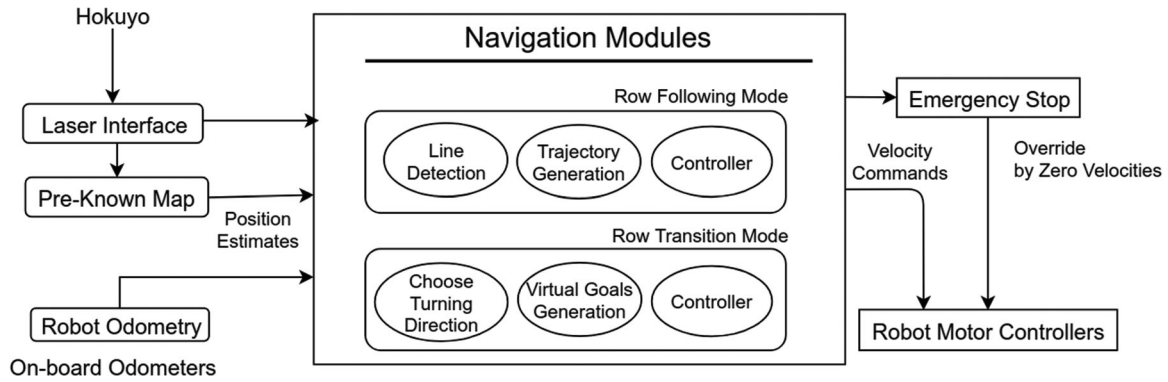 Hokuyo
Laser Interface
Pre-Known Map
Position
Estimates
Robot Odometry
On-board Odometers
Navigation Modules
Row Following Mode
Line
Detection
Trajectory
Generation
Controller
Row Transition Mode
Choose
Turning
Direction
Virtual Goals
Generation
Controller
Emergency Stop
Velocity
Commands
Override
by Zero Velocities
Robot Motor Controllers